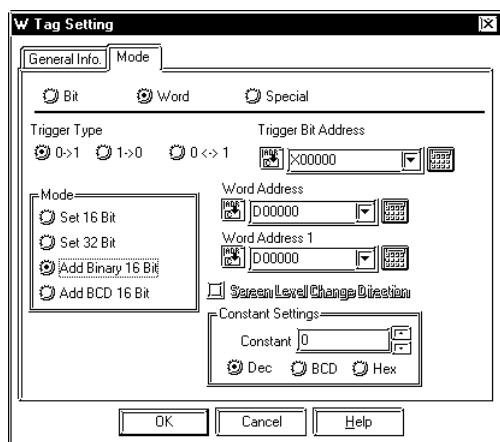 W Tag Setting
General Info. Mode
Bit Word Special
Trigger Type
0->1 1->0 0 <-> 1
Trigger Bit Address
X00000
Mode
Set 16 Bit
Set 32 Bit
Add Binary 16 Bit
Add BCD 16 Bit
Word Address
D00000
Word Address 1
D00000
Screen Level Change Direction
Constant Settings
Constant 0
Dec BCD Hex
OK Cancel Help